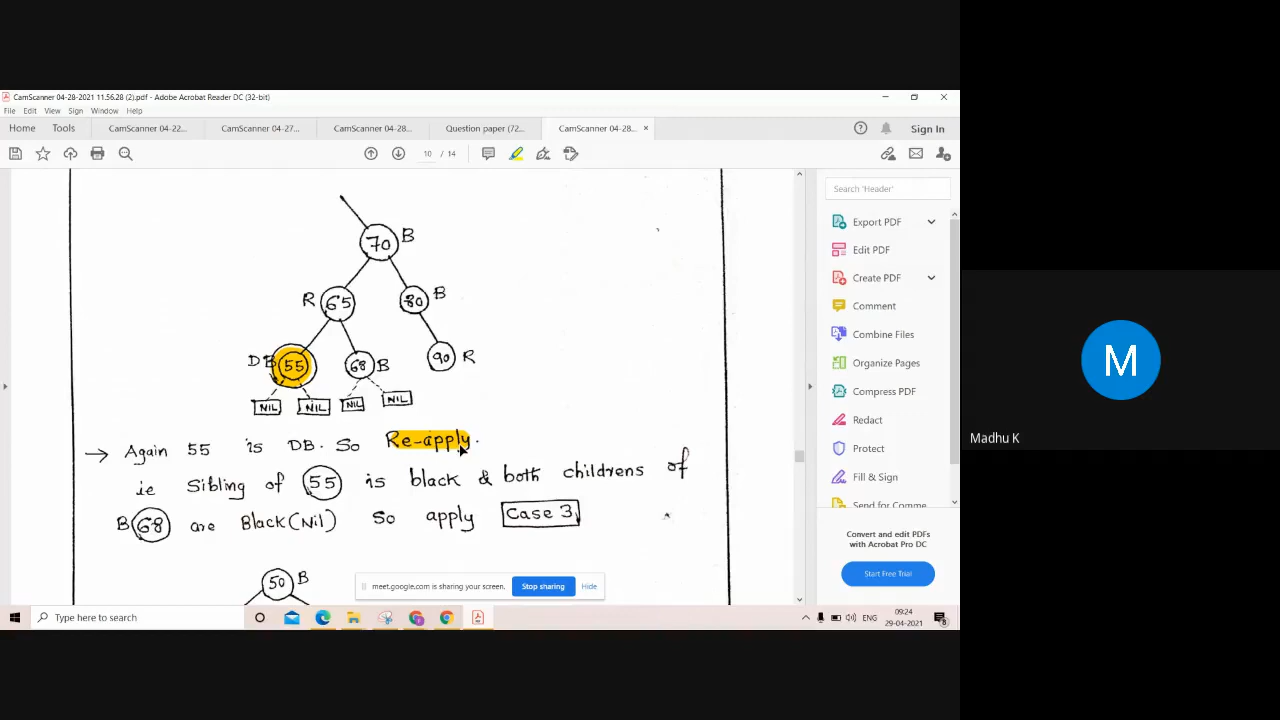 CamScanner 04-28-2021 11.56.28 (2).pdf - Adobe Acrobat Reader DC (32-bit)
File Edit View Sign Window Help
Home Tools CamScanner 04-22... CamScanner 04-27... CamScanner 04-28... Question paper (72... CamScanner 04-28... ×
Sign In
10 / 14
Search 'Header'
Export PDF
Edit PDF
Create PDF
Comment
Combine Files
Organize Pages
Compress PDF
Redact
Protect
Fill & Sign
Send for Comme
Convert and edit PDFs
with Acrobat Pro DC
Start Free Trial
70 B
R 65 80 B
DB 55 68 B 90 R
NIL NIL NIL NIL
→ Again 55 is DB. So Re-apply.
ie Sibling of 55 is black & both childrens of
B 68 are Black(Nil) So apply Case 3
50 B
meet.google.com is sharing your screen. Stop sharing Hide
Type here to search
ENG
09:24
29-04-2021
8
M
Madhu K